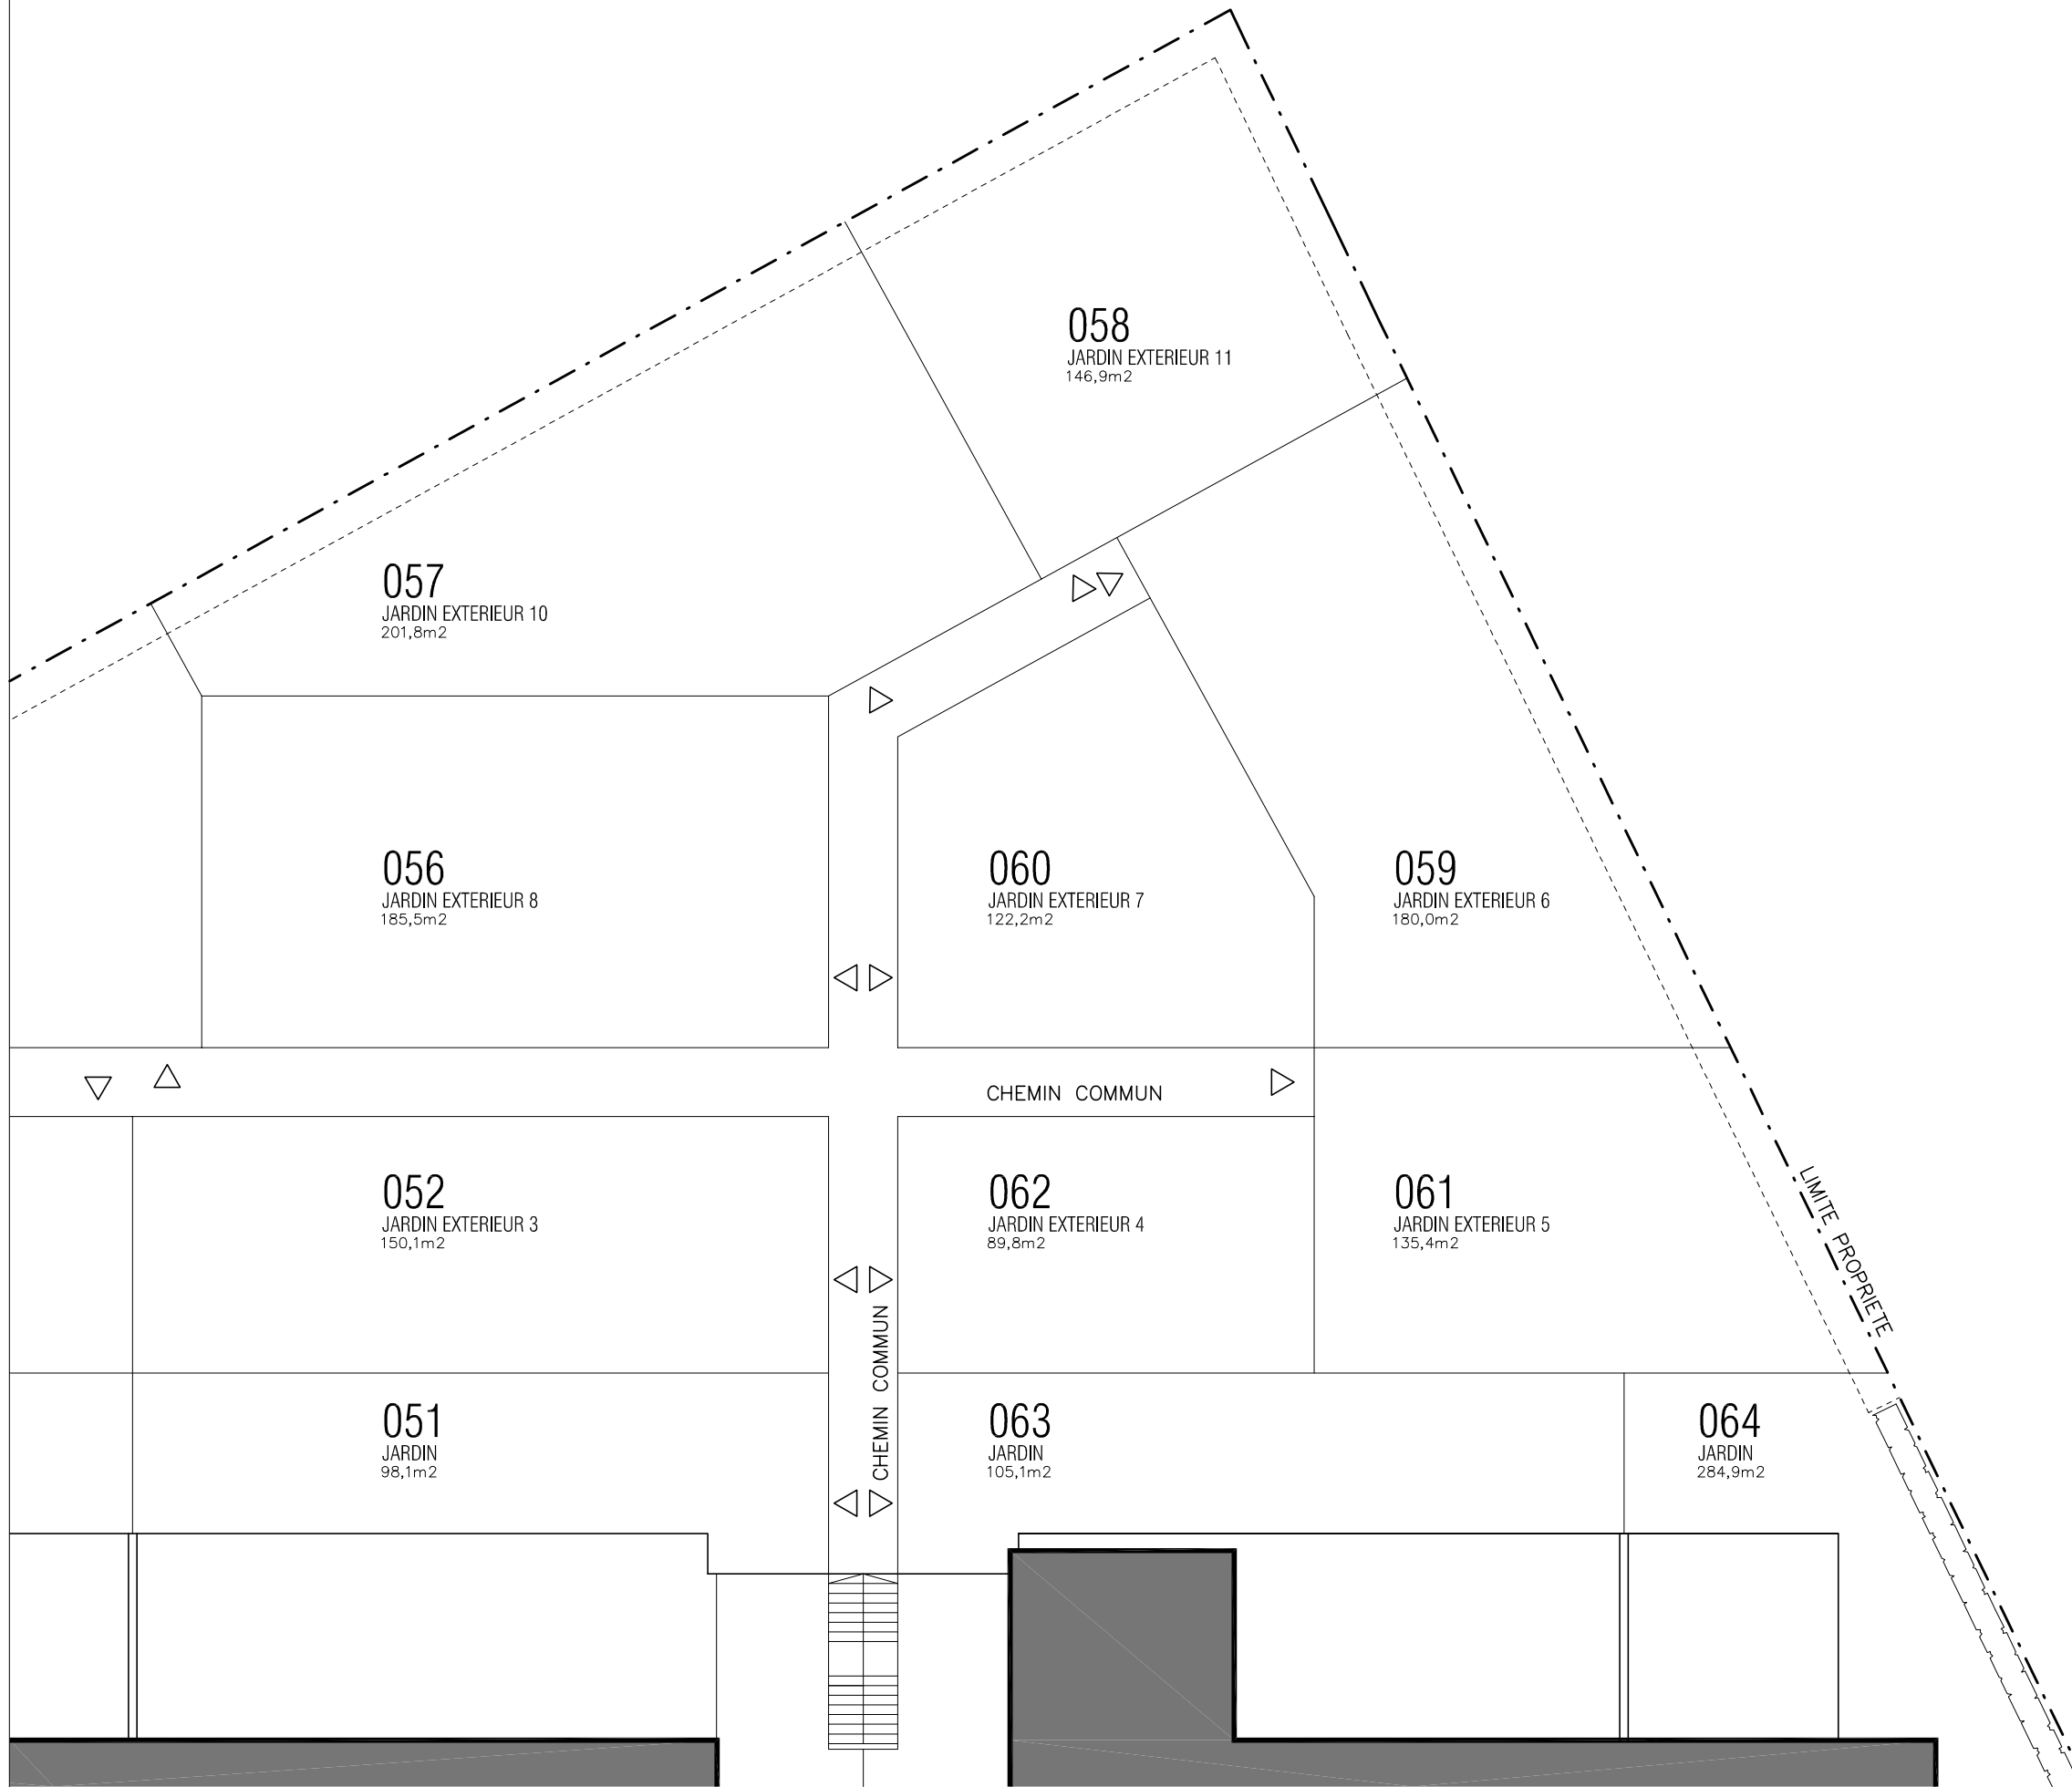 058
JARDIN EXTERIEUR 11
146,9m2
057
JARDIN EXTERIEUR 10
201,8m2
056
JARDIN EXTERIEUR 8
185,5m2
060
JARDIN EXTERIEUR 7
122,2m2
059
JARDIN EXTERIEUR 6
180,0m2
CHEMIN COMMUN
052
JARDIN EXTERIEUR 3
150,1m2
062
JARDIN EXTERIEUR 4
89,8m2
061
JARDIN EXTERIEUR 5
135,4m2
LIMITE PROPRIETE
CHEMIN COMMUN
051
JARDIN
98,1m2
063
JARDIN
105,1m2
064
JARDIN
284,9m2